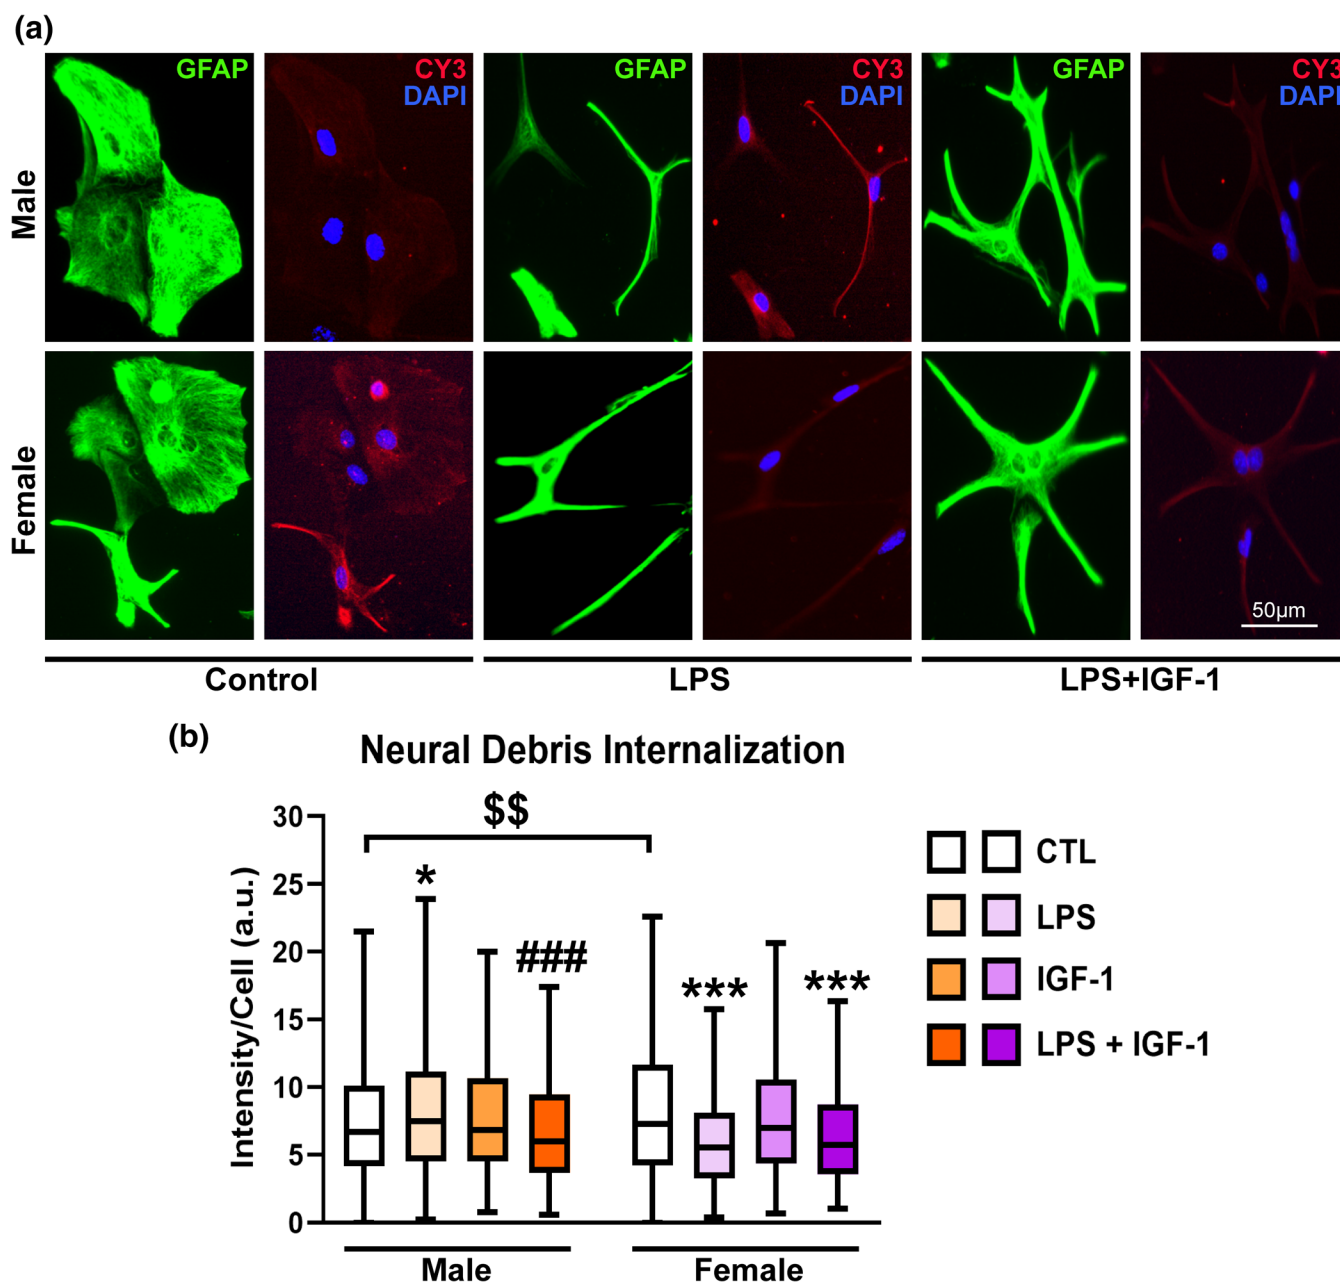 (a)
GFAP CY3 DAPI GFAP CY3 DAPI GFAP CY3 DAPI
Male
Female
50μm
Control LPS LPS+IGF-1
(b)
Neural Debris Internalization
$$
* ### *** ***
Intensity/Cell (a.u.)
30
25
20
15
10
5
0
Male Female
CTL
LPS
IGF-1
LPS + IGF-1